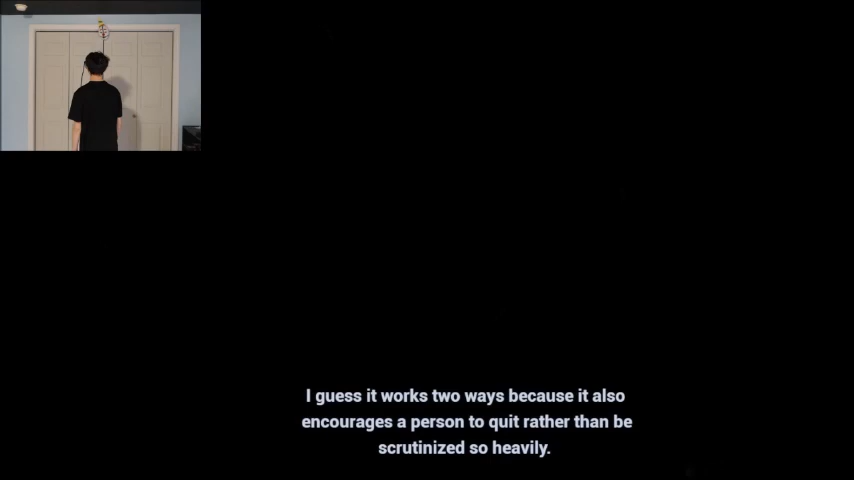 I guess it works two ways because it also
encourages a person to quit rather than be
scrutinized so heavily.